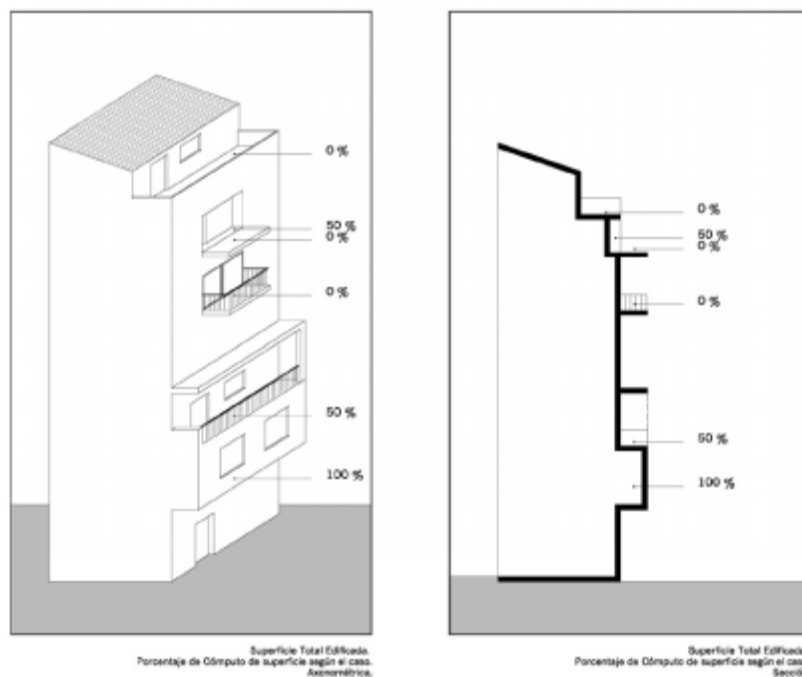 0 %
50 %
0 %
0 %
50 %
100 %
Superficie Total Edificada.
Porcentaje de Cómputo de superficie según el caso.
Axonométrica.
0 %
50 %
0 %
0 %
50 %
100 %
Superficie Total Edificada
Porcentaje de Cómputo de superficie según el caso
Secció